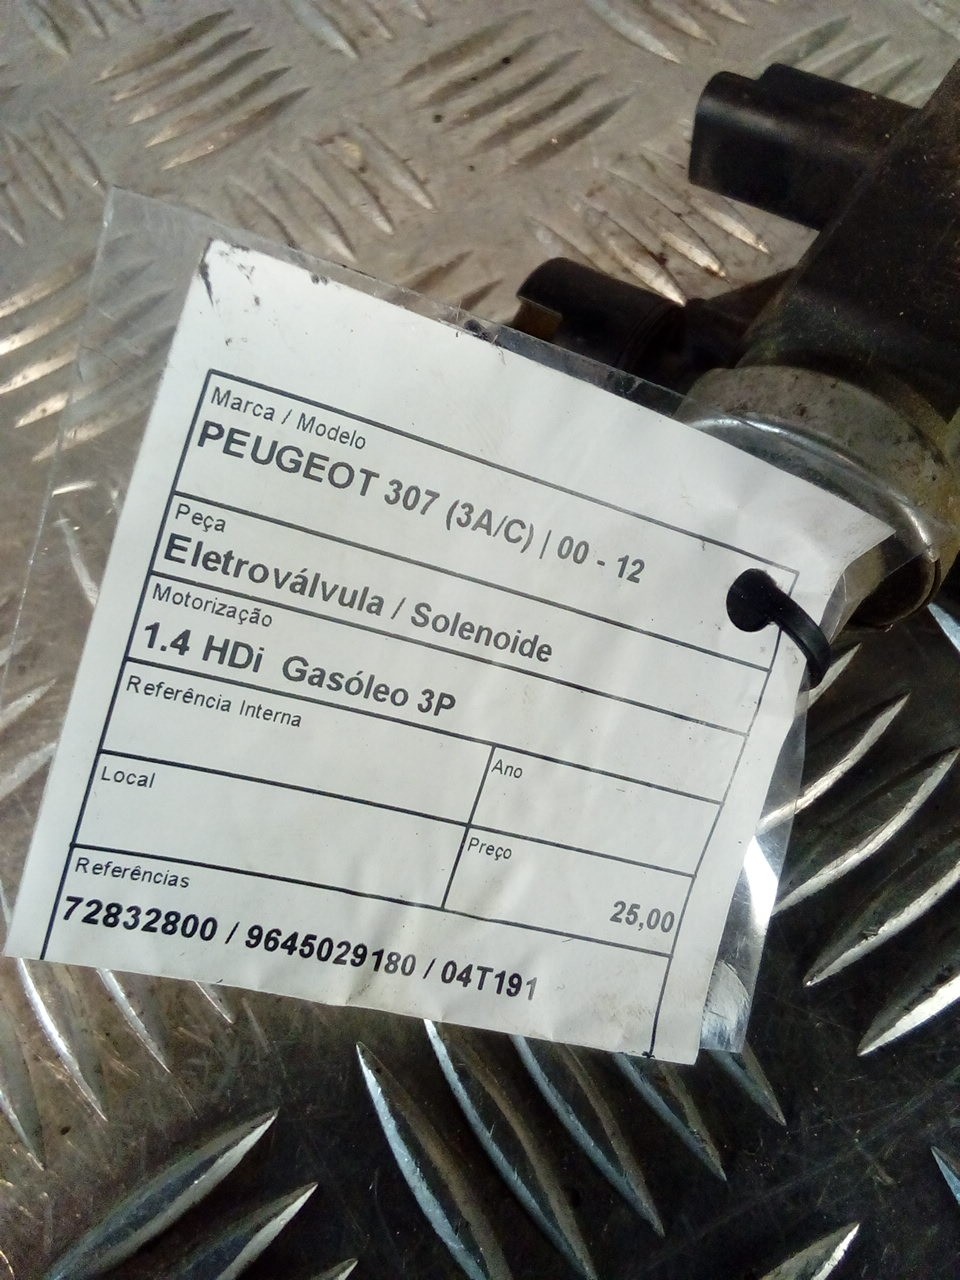 Marca / Modelo
PEUGEOT 307 (3A/C) | 00 - 12
Peça
Eletroválvula / Solenoide
Motorização
1.4 HDi Gasóleo 3P
Referência Interna
Ano
Local
Preço
25,00
Referências
72832800 / 9645029180 / 04T191